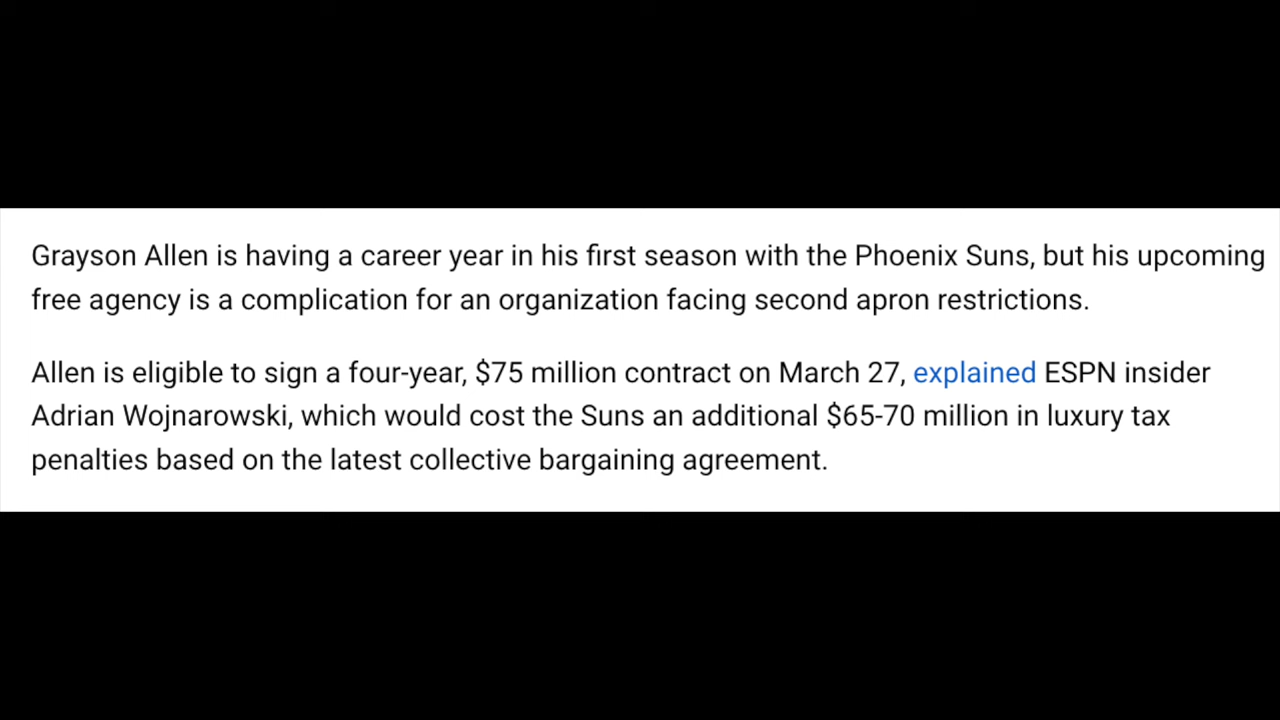 Grayson Allen is having a career year in his first season with the Phoenix Suns, but his upcoming
free agency is a complication for an organization facing second apron restrictions.
Allen is eligible to sign a four-year, $75 million contract on March 27, explained ESPN insider
Adrian Wojnarowski, which would cost the Suns an additional $65-70 million in luxury tax
penalties based on the latest collective bargaining agreement.